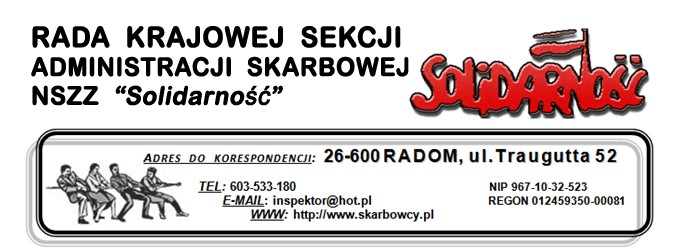 RADA KRAJOWEJ SEKCJI
ADMINISTRACJI SKARBOWEJ
NSZZ “Solidarność”
SOLIDARNOŚĆ
ADRES DO KORESPONDENCJI: 26-600 RADOM, ul.Traugutta 52
TEL: 603-533-180
E-MAIL: inspektor@hot.pl
WWW: http://www.skarbowcy.pl
NIP 967-10-32-523
REGON 012459350-00081